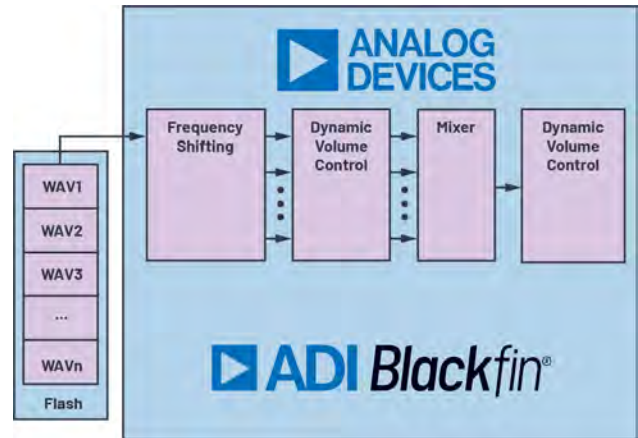 ANALOG
DEVICES
Frequency
Shifting
Dynamic
Volume
Control
Mixer
Dynamic
Volume
Control
WAV1
WAV2
WAV3
...
WAVn
Flash
ADI Blackfin®